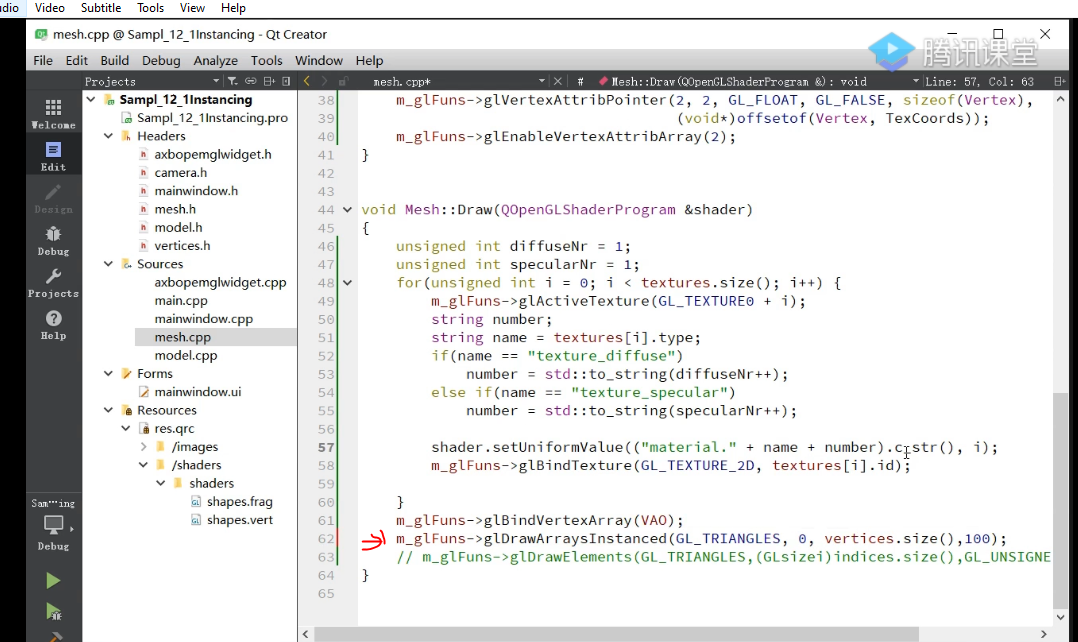 dio Video Subtitle Tools View Help
mesh.cpp @ Sampl_12_1Instancing - Qt Creator
腾讯课堂
File Edit Build Debug Analyze Tools Window Help
Projects
mesh.cpp*
# Mesh::Draw(QOpenGLShaderProgram &): void
Line: 57, Col: 63
Welcome
Edit
Design
Debug
Projects
Help
Sam···ing
Debug
Sampl_12_1Instancing
Sampl_12_1Instancing.pro
Headers
axbopemglwidget.h
camera.h
mainwindow.h
mesh.h
model.h
vertices.h
Sources
axbopemglwidget.cpp
main.cpp
mainwindow.cpp
mesh.cpp
model.cpp
Forms
mainwindow.ui
Resources
res.qrc
/images
/shaders
shaders
shapes.frag
shapes.vert
38 m_glFuns->glVertexAttribPointer(2, 2, GL_FLOAT, GL_FALSE, sizeof(Vertex),
39 (void*)offsetof(Vertex, TexCoords));
40 m_glFuns->glEnableVertexAttribArray(2);
41 }
42
43
44 void Mesh::Draw(QOpenGLShaderProgram &shader)
45 {
46 unsigned int diffuseNr = 1;
47 unsigned int specularNr = 1;
48 for(unsigned int i = 0; i < textures.size(); i++) {
49 m_glFuns->glActiveTexture(GL_TEXTURE0 + i);
50 string number;
51 string name = textures[i].type;
52 if(name == "texture_diffuse")
53 number = std::to_string(diffuseNr++);
54 else if(name == "texture_specular")
55 number = std::to_string(specularNr++);
56
57 shader.setUniformValue(("material." + name + number).c_str(), i);
58 m_glFuns->glBindTexture(GL_TEXTURE_2D, textures[i].id);
59
60 }
61 m_glFuns->glBindVertexArray(VAO);
62 m_glFuns->glDrawArraysInstanced(GL_TRIANGLES, 0, vertices.size(),100);
63 // m_glFuns->glDrawElements(GL_TRIANGLES,(GLsizei)indices.size(),GL_UNSIGNE
64 }
65